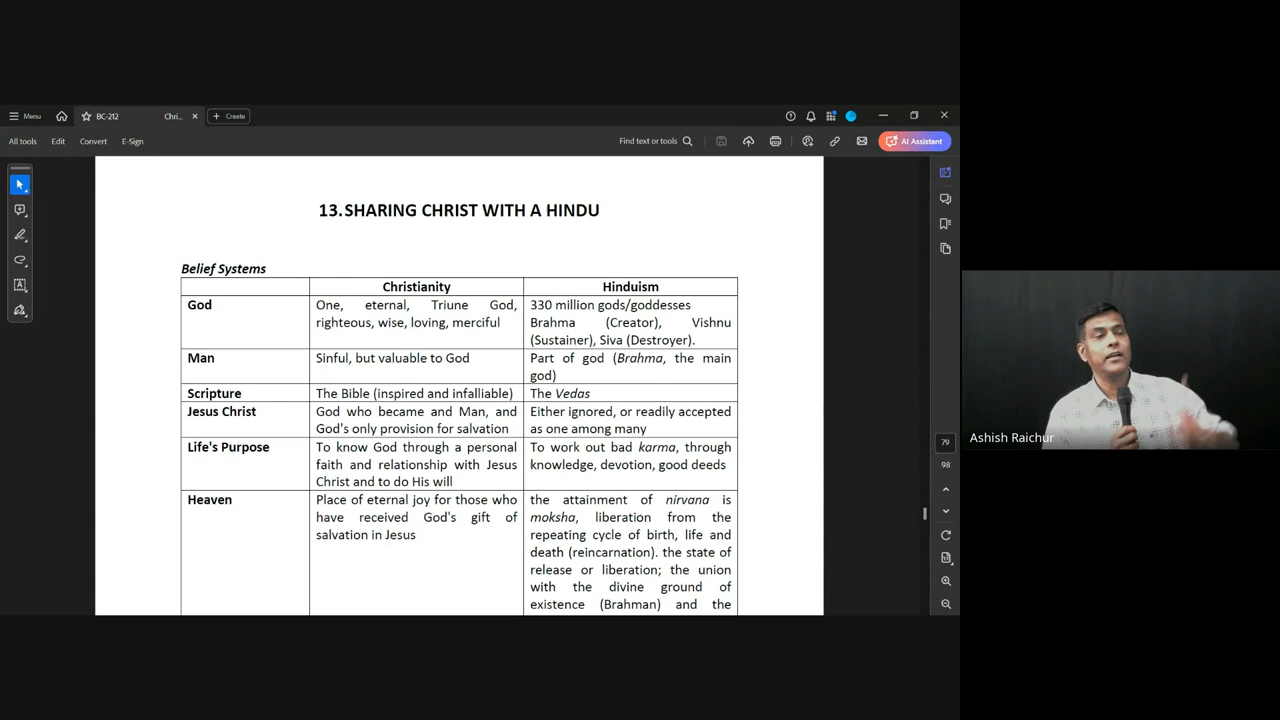 Menu
BC-212 Chri...
Create
All tools Edit Convert E-Sign
Find text or tools
AI Assistant
13.SHARING CHRIST WITH A HINDU
Belief Systems
Christianity Hinduism
God One, eternal, Triune God, 330 million gods/goddesses
righteous, wise, loving, merciful Brahma (Creator), Vishnu
(Sustainer), Siva (Destroyer).
Man Sinful, but valuable to God Part of god (Brahma, the main
god)
Scripture The Bible (inspired and infalliable) The Vedas
Jesus Christ God who became and Man, and Either ignored, or readily accepted
God's only provision for salvation as one among many
Life's Purpose To know God through a personal To work out bad karma, through
faith and relationship with Jesus knowledge, devotion, good deeds
Christ and to do His will
Heaven Place of eternal joy for those who the attainment of nirvana is
have received God's gift of moksha, liberation from the
salvation in Jesus repeating cycle of birth, life and
death (reincarnation). the state of
release or liberation; the union
with the divine ground of
existence (Brahman) and the
79
98
Ashish Raichur